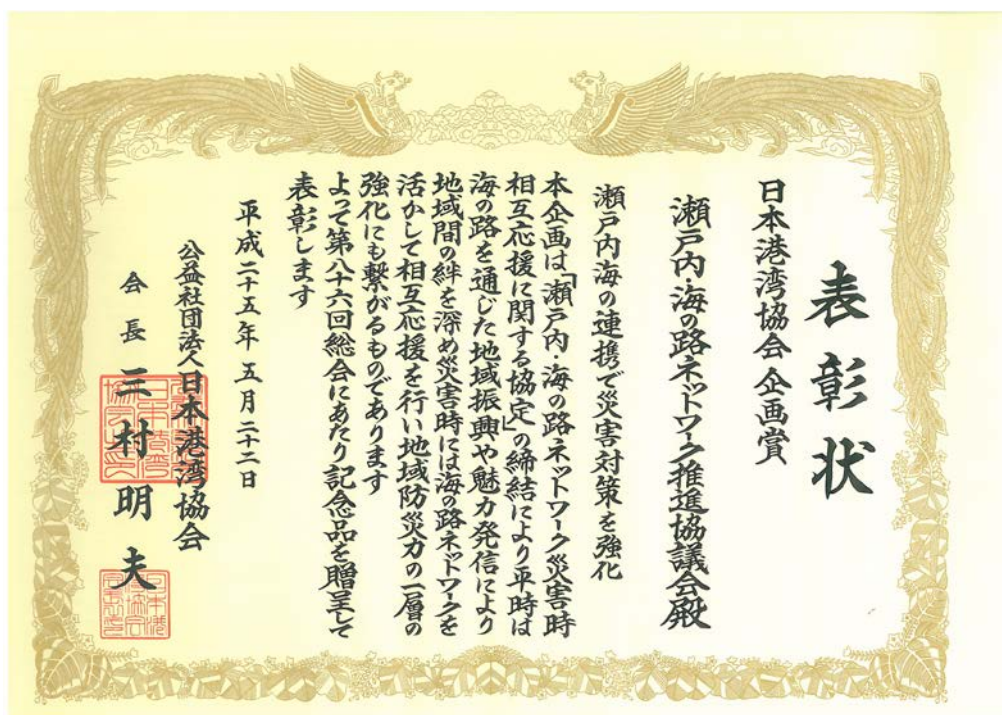 表彰状
日本港湾協会 企画賞
瀬戸内・海の路ネットワーク推進協議会殿
瀬戸内海の連携で災害対策を強化
本企画は「瀬戸内・海の路ネットワーク災害時
相互応援に関する協定」の締結により平時は
海の路を通じた地域振興や魅力発信により
地域間の絆を深め災害時には海の路ネットワークを
活かして相互応援を行い地域防災力の一層の
強化にも繋がるものであります
よって第八十六回総会にあたり記念品を贈呈して
表彰します
平成二十五年 五月二十二日
公益社団法人日本港湾協会
会長 三村明夫